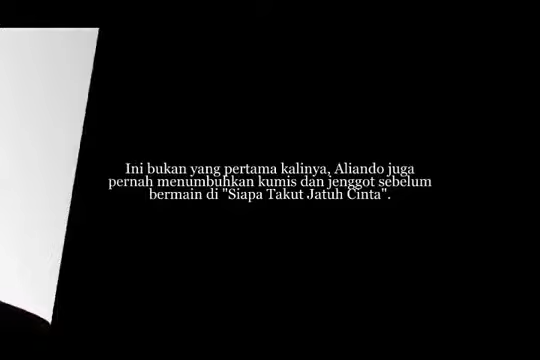 Ini bukan yang pertama kalinya, Aliando juga
pernah menumbuhkan kumis dan jenggot sebelum
bermain di "Siapa Takut Jatuh Cinta".